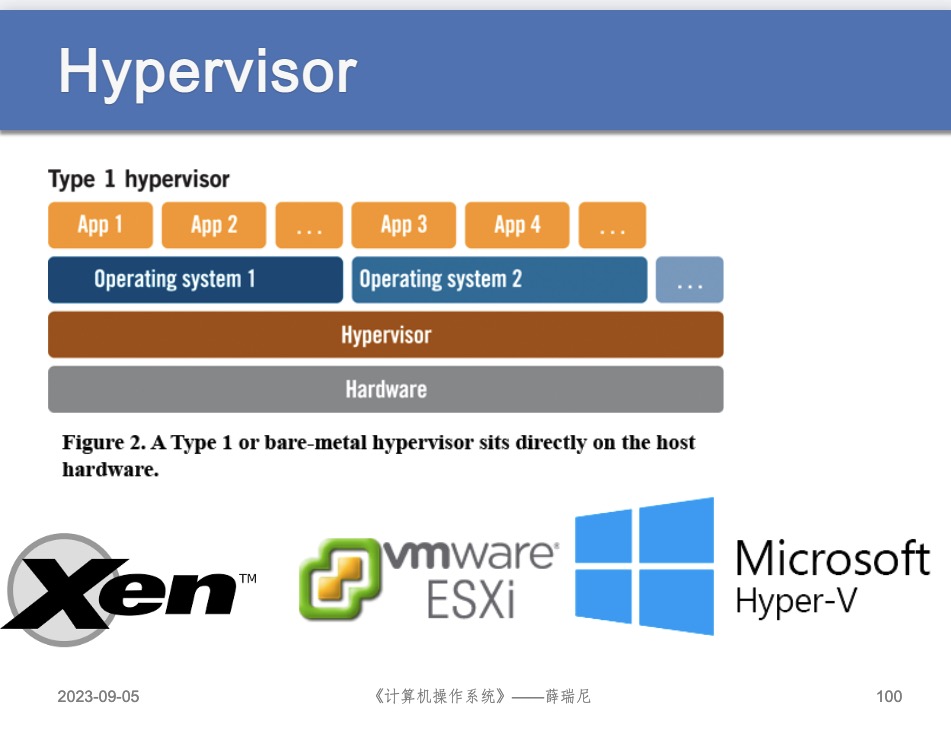 Hypervisor
Type 1 hypervisor
App 1 App 2 ... App 3 App 4 ...
Operating system 1 Operating system 2 ...
Hypervisor
Hardware
Figure 2. A Type 1 or bare-metal hypervisor sits directly on the host
hardware.
Xen™
vmware®
ESXi
Microsoft
Hyper-V
2023-09-05 《计算机操作系统》——薛瑞尼 100